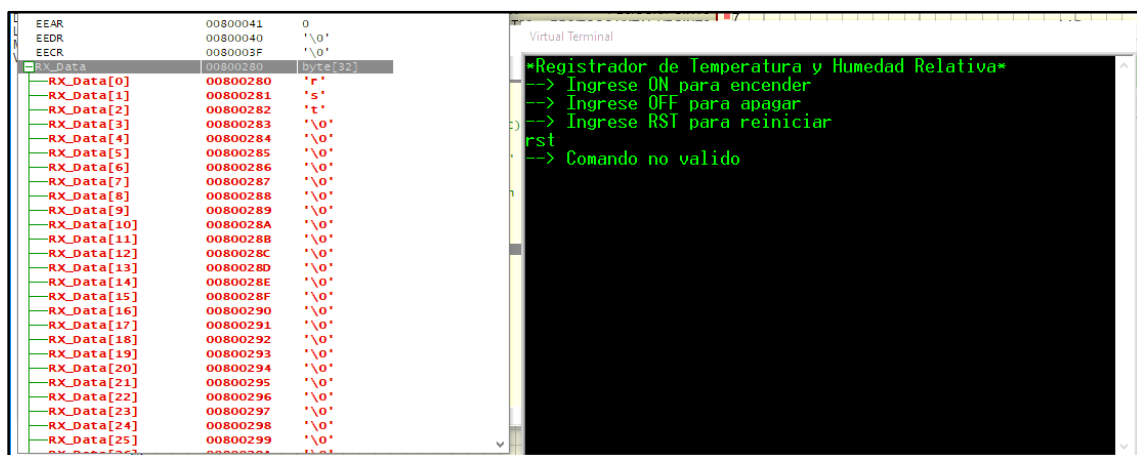 EEAR 00800041 0
EEDR 00800040 '\0'
EECR 0080003F '\0'
RX_Data 00800280 byte[32]
RX_Data[0] 00800280 'r'
RX_Data[1] 00800281 's'
RX_Data[2] 00800282 't'
RX_Data[3] 00800283 '\0'
RX_Data[4] 00800284 '\0'
RX_Data[5] 00800285 '\0'
RX_Data[6] 00800286 '\0'
RX_Data[7] 00800287 '\0'
RX_Data[8] 00800288 '\0'
RX_Data[9] 00800289 '\0'
RX_Data[10] 0080028A '\0'
RX_Data[11] 0080028B '\0'
RX_Data[12] 0080028C '\0'
RX_Data[13] 0080028D '\0'
RX_Data[14] 0080028E '\0'
RX_Data[15] 0080028F '\0'
RX_Data[16] 00800290 '\0'
RX_Data[17] 00800291 '\0'
RX_Data[18] 00800292 '\0'
RX_Data[19] 00800293 '\0'
RX_Data[20] 00800294 '\0'
RX_Data[21] 00800295 '\0'
RX_Data[22] 00800296 '\0'
RX_Data[23] 00800297 '\0'
RX_Data[24] 00800298 '\0'
RX_Data[25] 00800299 '\0'
Virtual Terminal
*Registrador de Temperatura y Humedad Relativa*
--> Ingrese ON para encender
--> Ingrese OFF para apagar
--> Ingrese RST para reiniciar
rst
--> Comando no valido